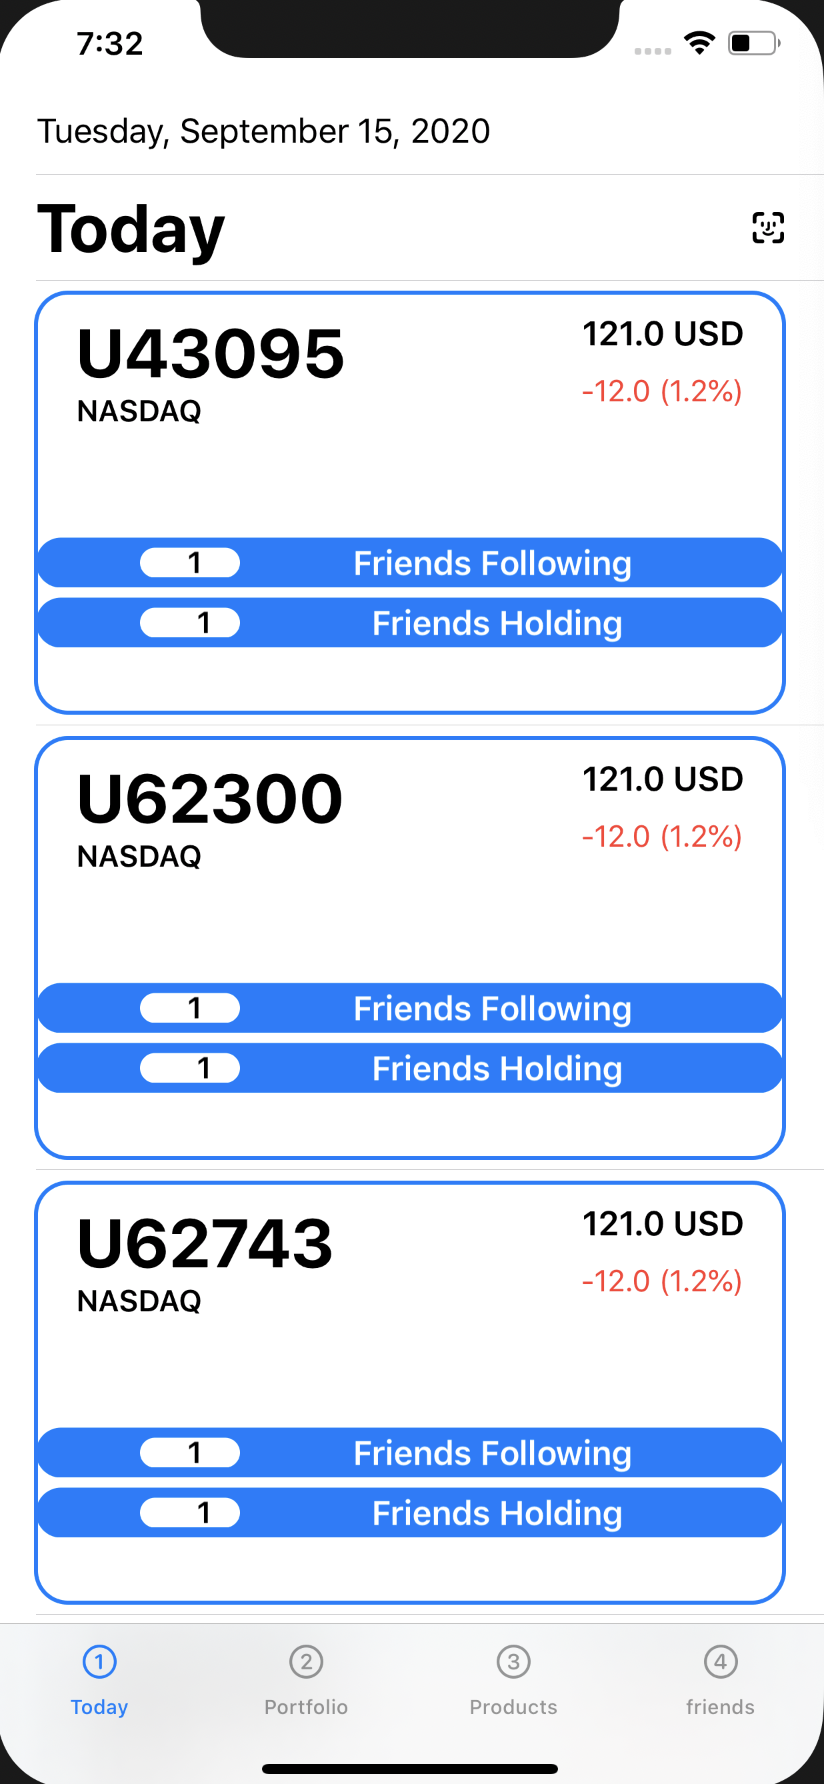 7:32
Tuesday, September 15, 2020
Today
U43095 121.0 USD
NASDAQ -12.0 (1.2%)
1 Friends Following
1 Friends Holding
U62300 121.0 USD
NASDAQ -12.0 (1.2%)
1 Friends Following
1 Friends Holding
U62743 121.0 USD
NASDAQ -12.0 (1.2%)
1 Friends Following
1 Friends Holding
1 2 3 4
Today Portfolio Products friends